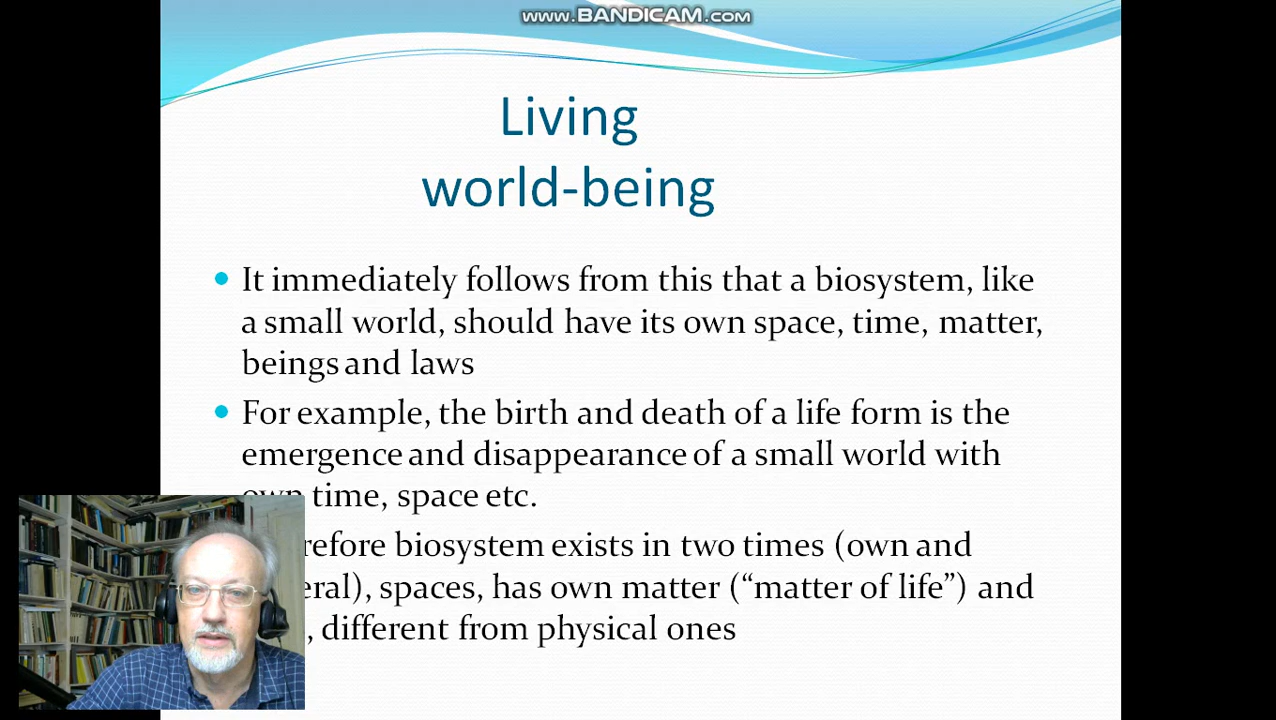 www.BANDICAM.com
Living
world-being
It immediately follows from this that a biosystem, like
a small world, should have its own space, time, matter,
beings and laws
For example, the birth and death of a life form is the
emergence and disappearance of a small world with
own time, space etc.
biosystem exists in two times (own and
spaces, has own matter (“matter of life”) and
different from physical ones